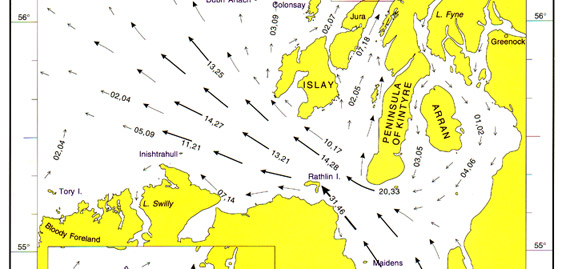 Dubh Artach
Colonsay
56°
56°
Jura
L. Fyne
Greenock
03,09
02,07
07,18
13,25
ISLAY
02,04
02,05
PENINSULA
OF KINTYRE
ARRAN
14,27
01,02
05,09
11,21
10,17
13,21
14,28
03,05
04,06
02,04
Inishtrahull
Rathlin I.
20,33
Tory I.
L. Swilly
07,14
31,46
Bloody Foreland
55°
55°
Maidens